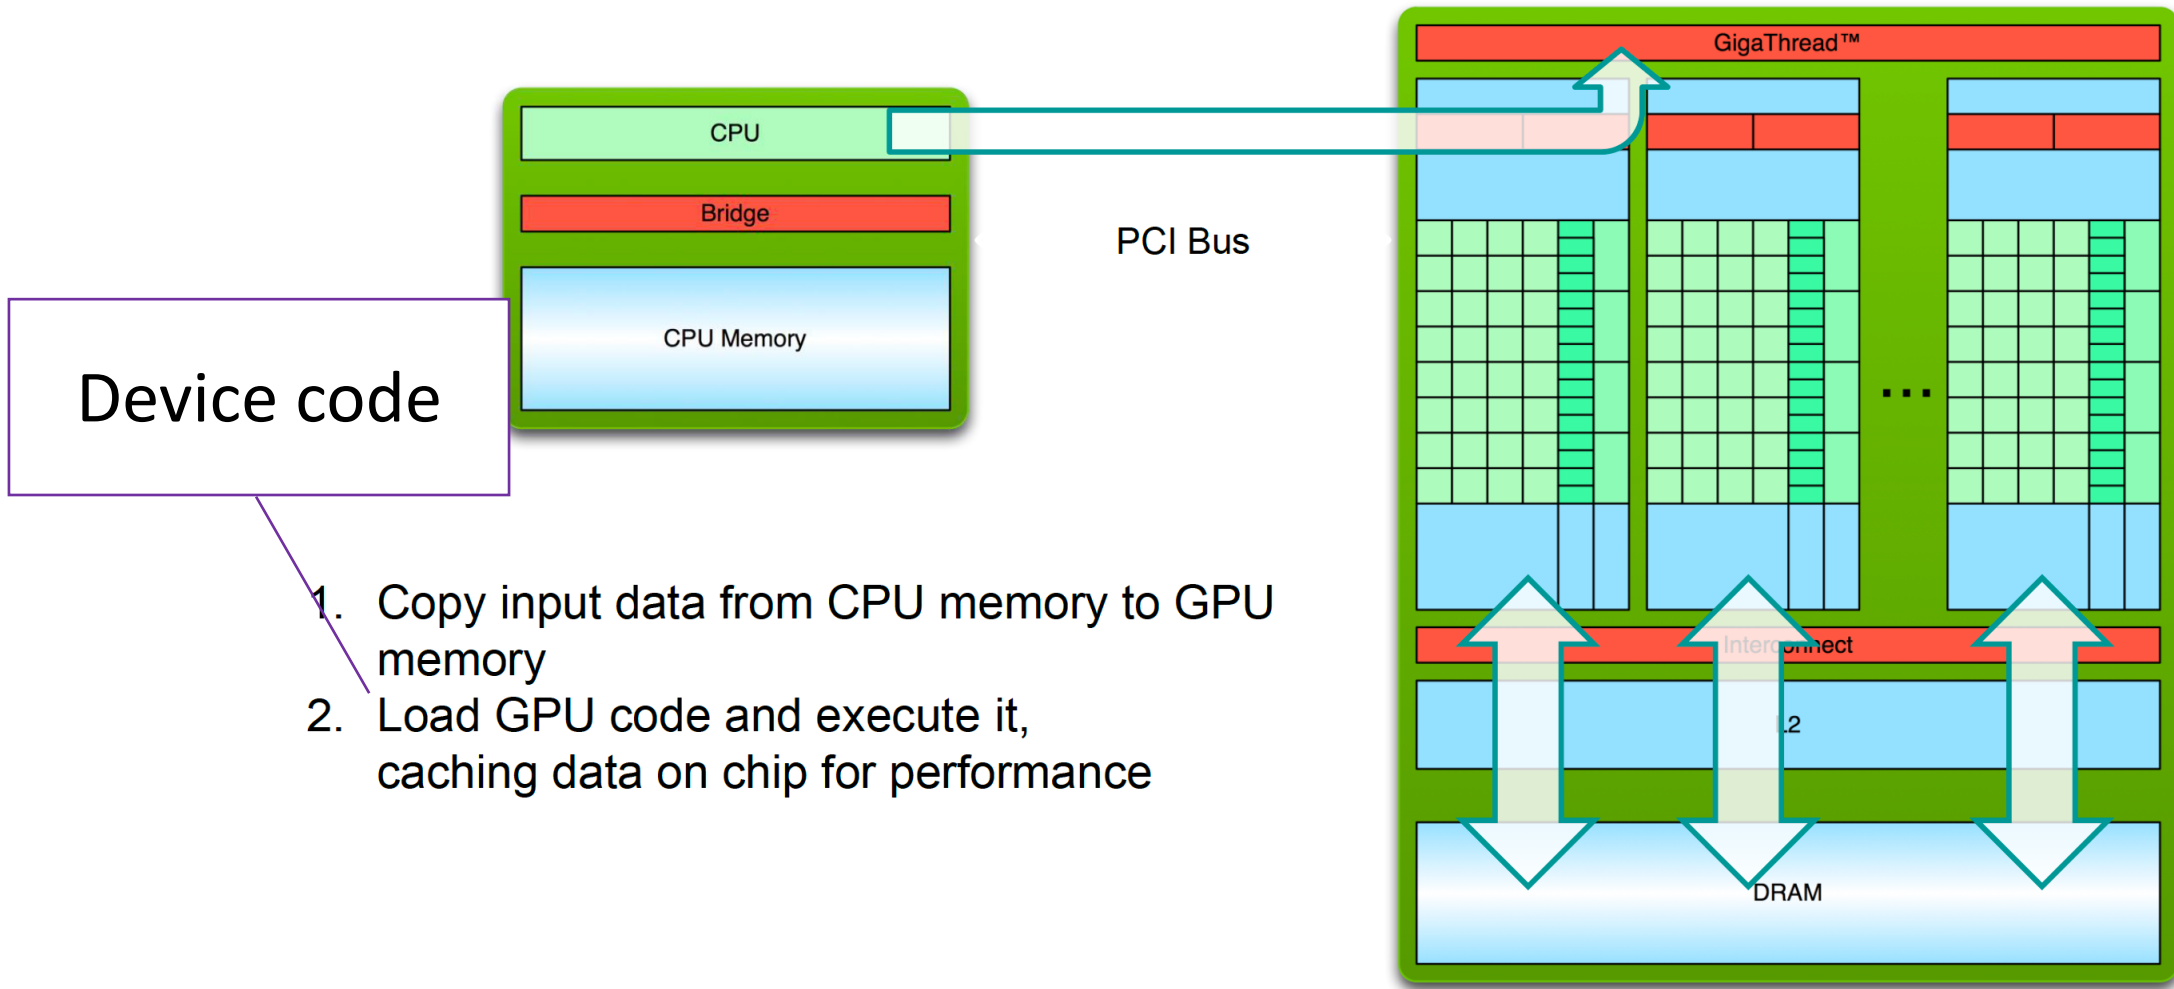 GigaThread™
CPU
Bridge
PCI Bus
CPU Memory
Device code
...
1. Copy input data from CPU memory to GPU
memory
2. Load GPU code and execute it,
caching data on chip for performance
Interconnect
L2
DRAM